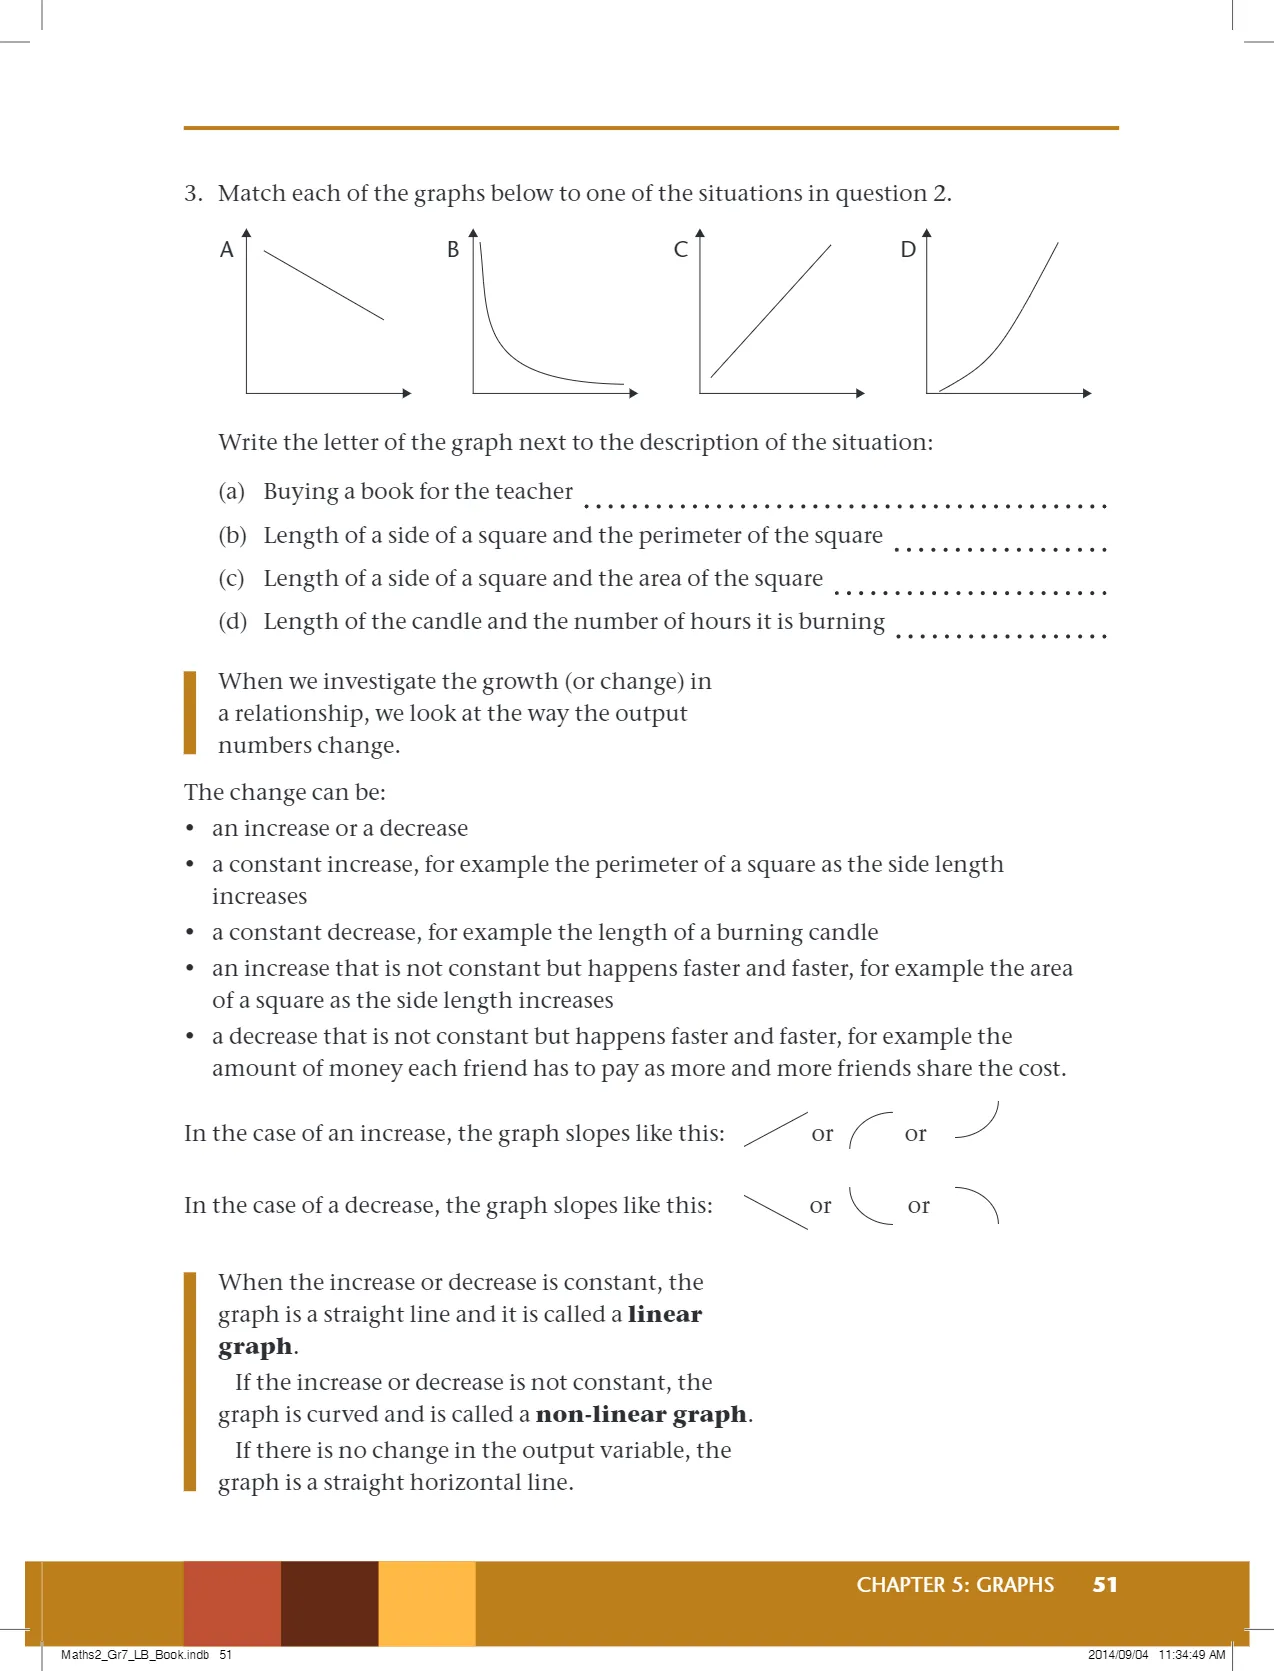 3. Match each of the graphs below to one of the situations in question 2.
A B C D
Write the letter of the graph next to the description of the situation:
(a) Buying a book for the teacher
(b) Length of a side of a square and the perimeter of the square
(c) Length of a side of a square and the area of the square
(d) Length of the candle and the number of hours it is burning
When we investigate the growth (or change) in
a relationship, we look at the way the output
numbers change.
The change can be:
• an increase or a decrease
• a constant increase, for example the perimeter of a square as the side length
increases
• a constant decrease, for example the length of a burning candle
• an increase that is not constant but happens faster and faster, for example the area
of a square as the side length increases
• a decrease that is not constant but happens faster and faster, for example the
amount of money each friend has to pay as more and more friends share the cost.
In the case of an increase, the graph slopes like this: or or
In the case of a decrease, the graph slopes like this: or or
When the increase or decrease is constant, the
graph is a straight line and it is called a linear
graph.
If the increase or decrease is not constant, the
graph is curved and is called a non-linear graph.
If there is no change in the output variable, the
graph is a straight horizontal line.
CHAPTER 5: GRAPHS 51
Maths2_Gr7_LB_Book.indb 51 2014/09/04 11:34:49 AM